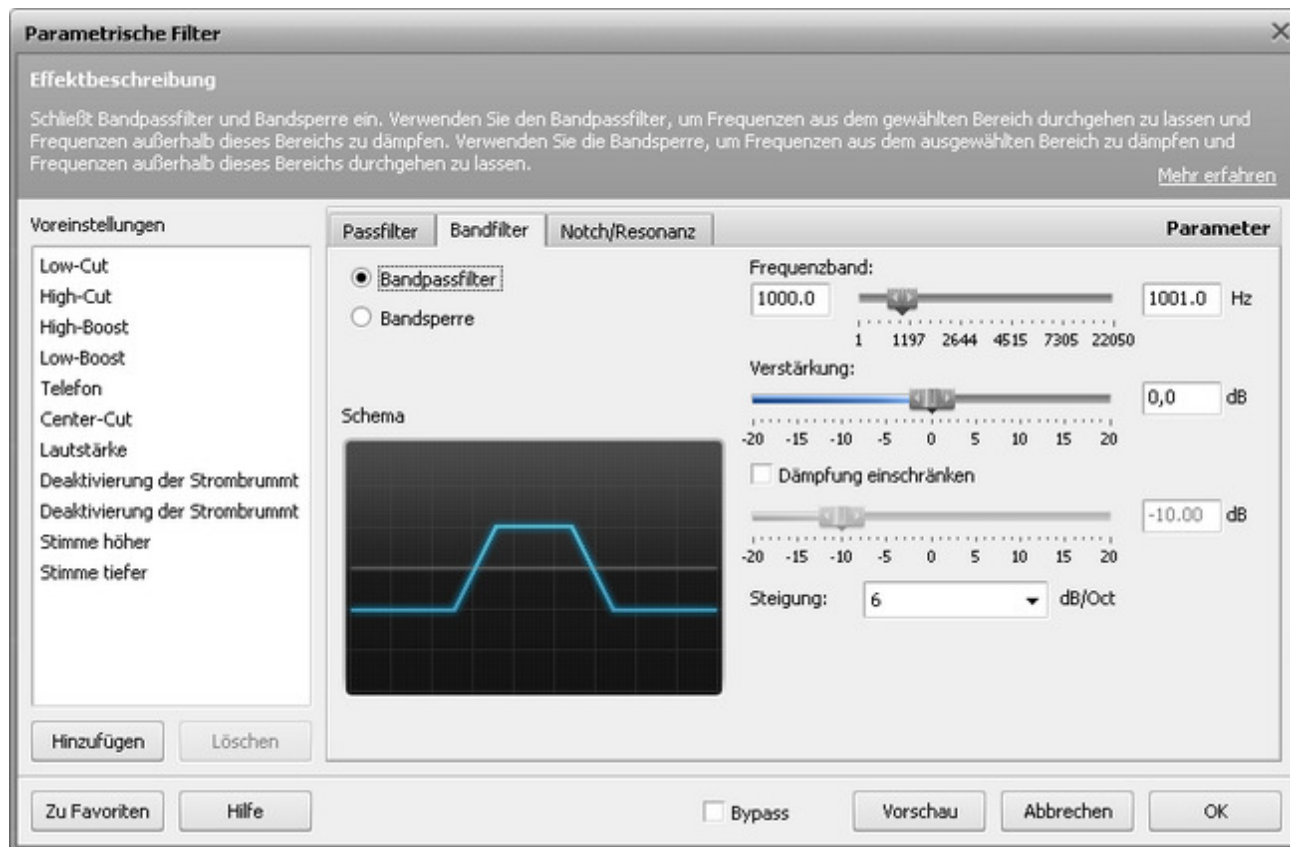 Parametrische Filter
Effektbeschreibung
Schließt Bandpassfilter und Bandsperre ein. Verwenden Sie den Bandpassfilter, um Frequenzen aus dem gewählten Bereich durchgehen zu lassen und
Frequenzen außerhalb dieses Bereichs zu dämpfen. Verwenden Sie die Bandsperre, um Frequenzen aus dem ausgewählten Bereich zu dämpfen und
Frequenzen außerhalb dieses Bereichs durchgehen zu lassen.
Mehr erfahren
Voreinstellungen
Low-Cut
High-Cut
High-Boost
Low-Boost
Telefon
Center-Cut
Lautstärke
Deaktivierung der Strombrummt
Deaktivierung der Strombrummt
Stimme höher
Stimme tiefer
Hinzufügen Löschen
Passfilter Bandfilter Notch/Resonanz Parameter
Bandpassfilter
Bandsperre
Schema
Frequenzband:
1000.0 1001.0 Hz
1 1197 2644 4515 7305 22050
Verstärkung:
0,0 dB
-20 -15 -10 -5 0 5 10 15 20
Dämpfung einschränken
-10.00 dB
-20 -15 -10 -5 0 5 10 15 20
Steigung: 6 dB/Oct
Zu Favoriten Hilfe Bypass Vorschau Abbrechen OK